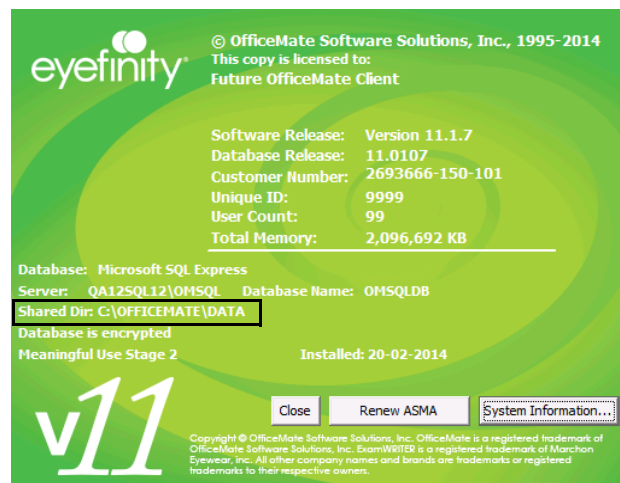 eyefinity
© OfficeMate Software Solutions, Inc., 1995-2014
This copy is licensed to:
Future OfficeMate Client
Software Release: Version 11.1.7
Database Release: 11.0107
Customer Number: 2693666-150-101
Unique ID: 9999
User Count: 99
Total Memory: 2,096,692 KB
Database: Microsoft SQL Express
Server: QA12SQL12\OMSQL Database Name: OMSQLDB
Shared Dir: C:\OFFICEMATE\DATA
Database is encrypted
Meaningful Use Stage 2 Installed: 20-02-2014
v11
Close Renew ASMA System Information...
Copyright © OfficeMate Software Solutions, Inc. OfficeMate is a registered trademark of
OfficeMate Software Solutions, Inc. ExamWRITER is a registered trademark of Marchon
Eyewear, inc. All other company names and brands are trademarks or registered
trademarks to their respective owners.